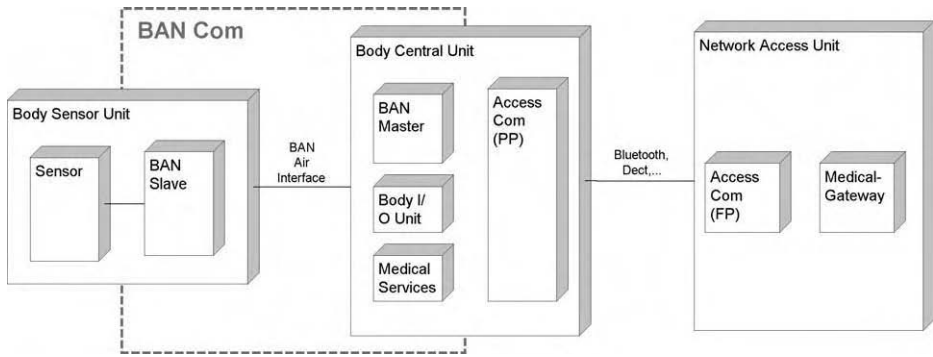 BAN Com
Body Sensor Unit
Sensor
BAN
Slave
BAN
Air
Interface
Body Central Unit
BAN
Master
Body I/
O Unit
Medical
Services
Access
Com
(PP)
Bluetooth,
Dect,...
Network Access Unit
Access
Com
(FP)
Medical-
Gateway